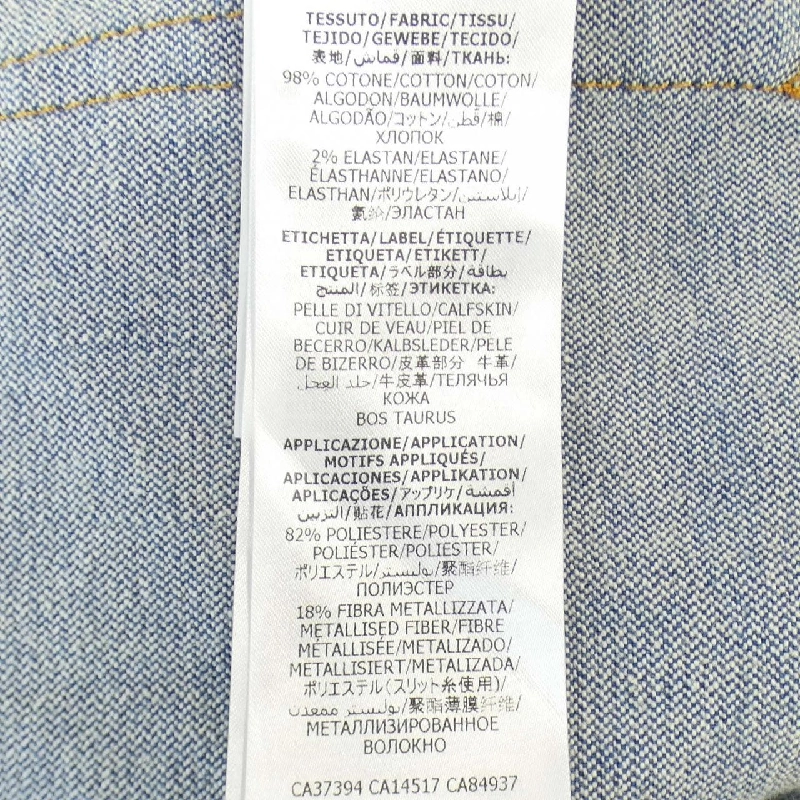 TESSUTO/FABRIC/TISSU/
TEJIDO/GEWEBE/TECIDO/
表地/قماش/面料/ТКАНЬ:
98% COTONE/COTTON/COTON/
ALGODON/BAUMWOLLE/
ALGODÃO/コットン/قطن/棉/
ХЛОПОК
2% ELASTAN/ELASTANE/
ÉLASTHANNE/ELASTANO/
ELASTHAN/ポリウレタン/إيلاستين/
氨纶/ЭЛАСТАН
ETICHETTA/LABEL/ÉTIQUETTE/
ETIQUETA/ETIKETT/
ETIQUETA/ラベル部分/بطاقة/
المنتج/标签/ЭТИКЕТКА:
PELLE DI VITELLO/CALFSKIN/
CUIR DE VEAU/PIEL DE
BECERRO/KALBSLEDER/PELE
DE BIZERRO/皮革部分 牛革/
جلد العجل/牛皮革/ТЕЛЯЧЬЯ
КОЖА
BOS TAURUS
APPLICAZIONE/APPLICATION/
MOTIFS APPLIQUÉS/
APLICACIONES/APPLIKATION/
APLICAÇÕES/アップリケ/أقمشة
التزيين/貼花/АППЛИКАЦИЯ:
82% POLIESTERE/POLYESTER/
POLIÉSTER/POLIESTER/
ポリエステル/بوليستر/聚酯纤维/
ПОЛИЭСТЕР
18% FIBRA METALLIZZATA/
METALLISED FIBER/FIBRE
MÉTALLISÉE/METALIZADO/
METALLISIERT/METALIZADA/
ポリエステル(スリット糸使用)/
بوليستر ممعدن/聚酯薄膜纤维/
МЕТАЛЛИЗИРОВАННОЕ
ВОЛОКНО
CA37394 CA14517 CA84937